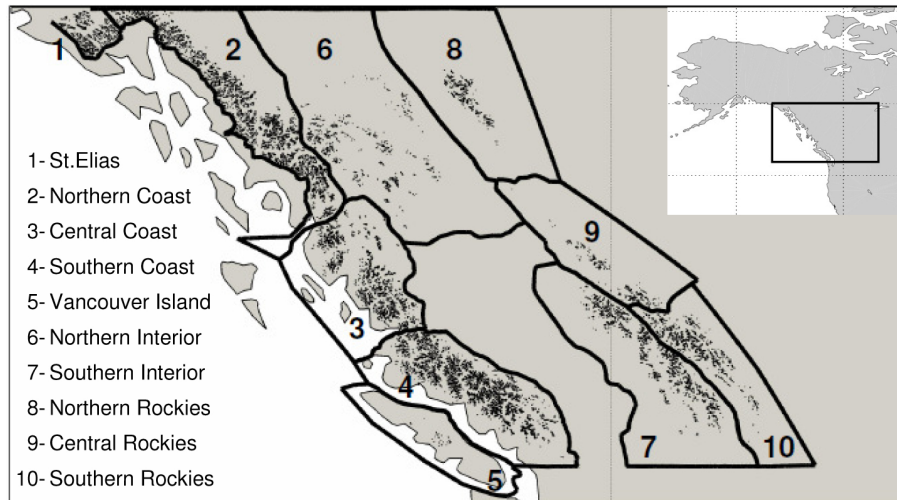 1
2
6
8
9
3
4
5
7
10
1- St.Elias
2- Northern Coast
3- Central Coast
4- Southern Coast
5- Vancouver Island
6- Northern Interior
7- Southern Interior
8- Northern Rockies
9- Central Rockies
10- Southern Rockies